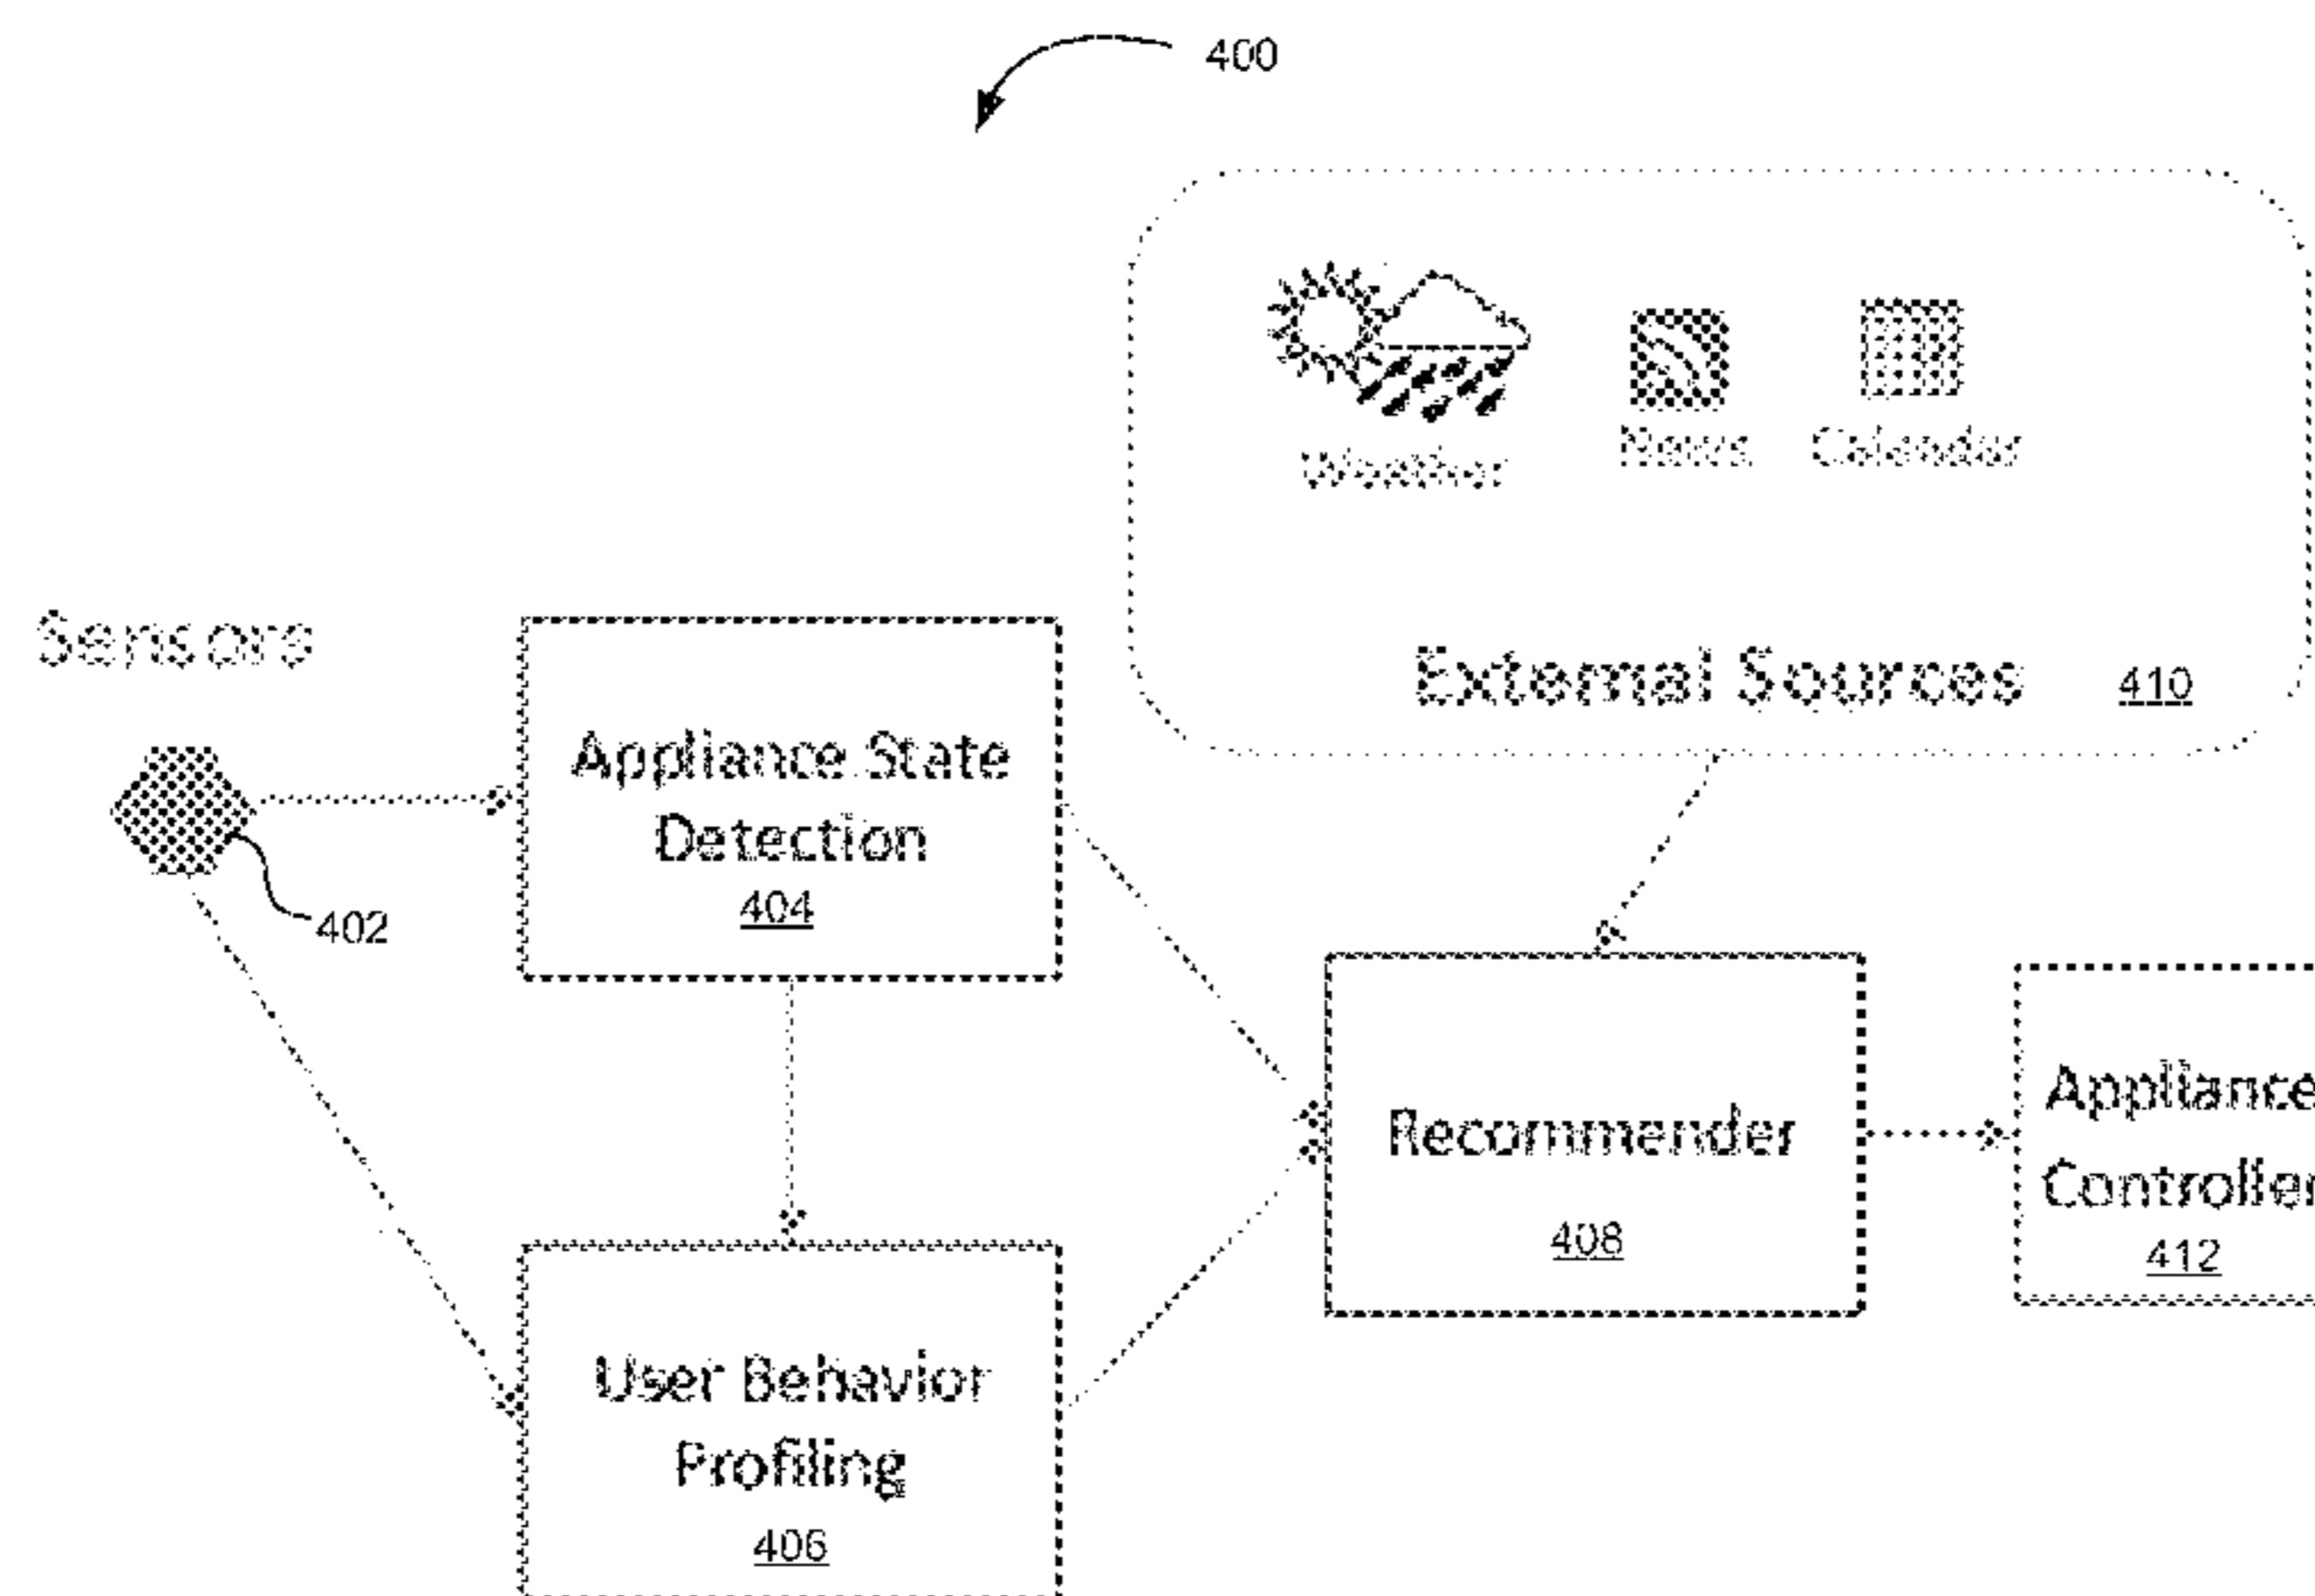 400
Weather
News
Calendar
External Sources 410
Sensors
402
Appliance State
Detection
404
Recommender
408
Appliance
Controller
412
User Behavior
Profiling
406